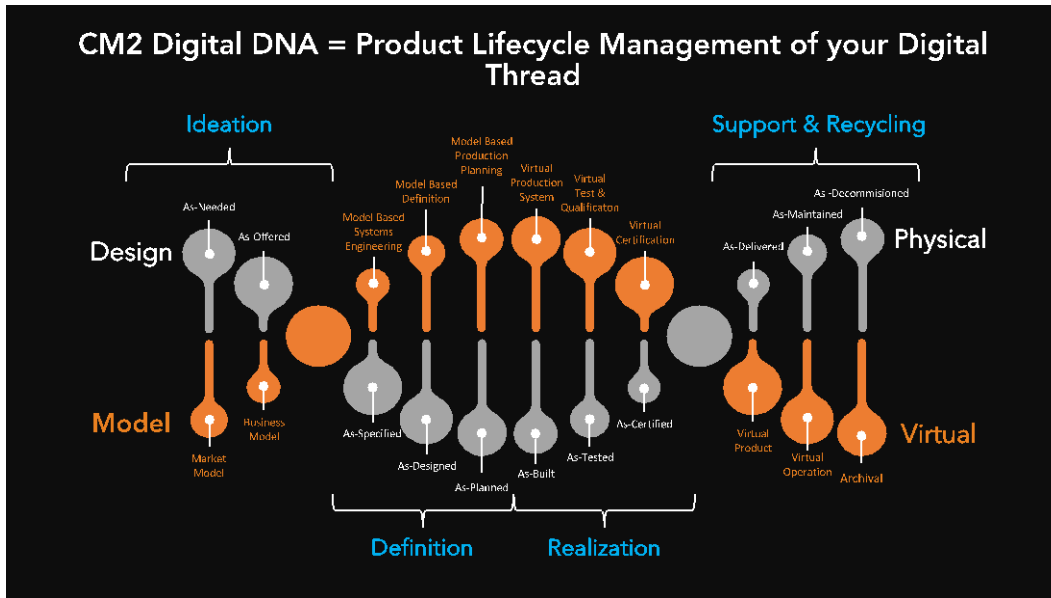 CM2 Digital DNA = Product Lifecycle Management of your Digital
Thread
Ideation
Support & Recycling
Model Based
Production
Planning
Virtual
Production
System
Virtual
Test &
Qualificaton
Model Based
Definition
Model Based
Systems
Engineering
Virtual
Certification
As-Needed
As-Offered
As-Delivered
As-Maintained
As-Decommisioned
Design
Physical
Model
Virtual
Market
Model
Business
Model
As-Specified
As-Designed
As-Planned
As-Built
As-Tested
As-Certified
Virtual
Product
Virtual
Operation
Archival
Definition
Realization